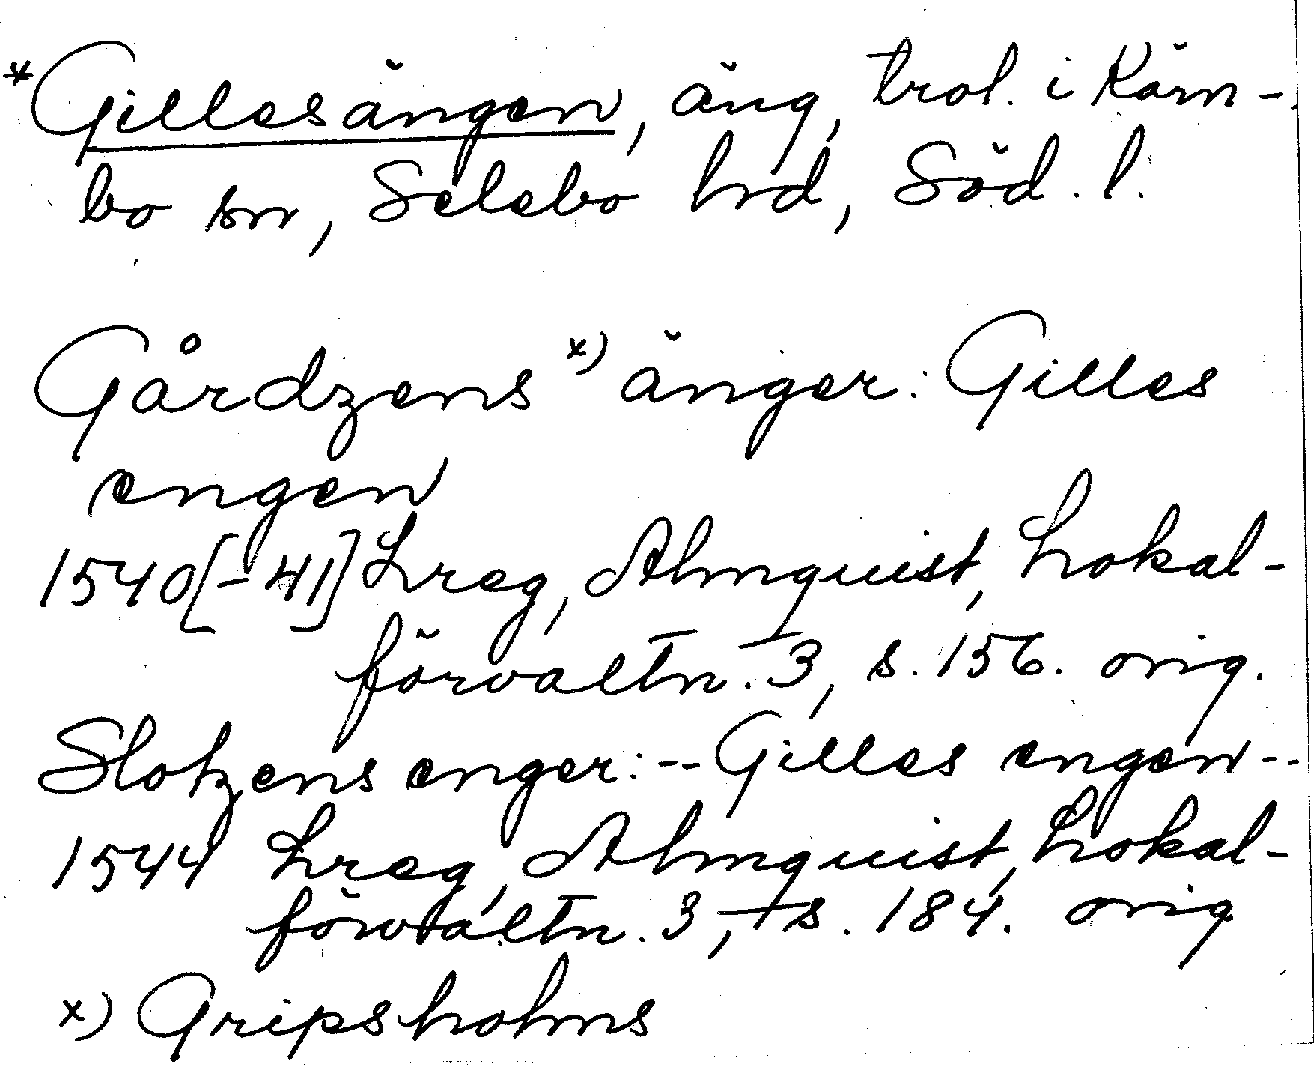 *Gillesängen, äng, trol. i Kärn-
bo sn, Selebo hrd, Söd. l.
Gårdzens x) änger: Gilles
engen
1540[-41] Lreg, Almquist, Lokal-
förvaltn. 3, s. 156. orig.
Slotzens enger: -- Gilles engen --
1544 Lreg, Almquist, Lokal-
förvaltn. 3, s. 184. orig
x) Gripsholms